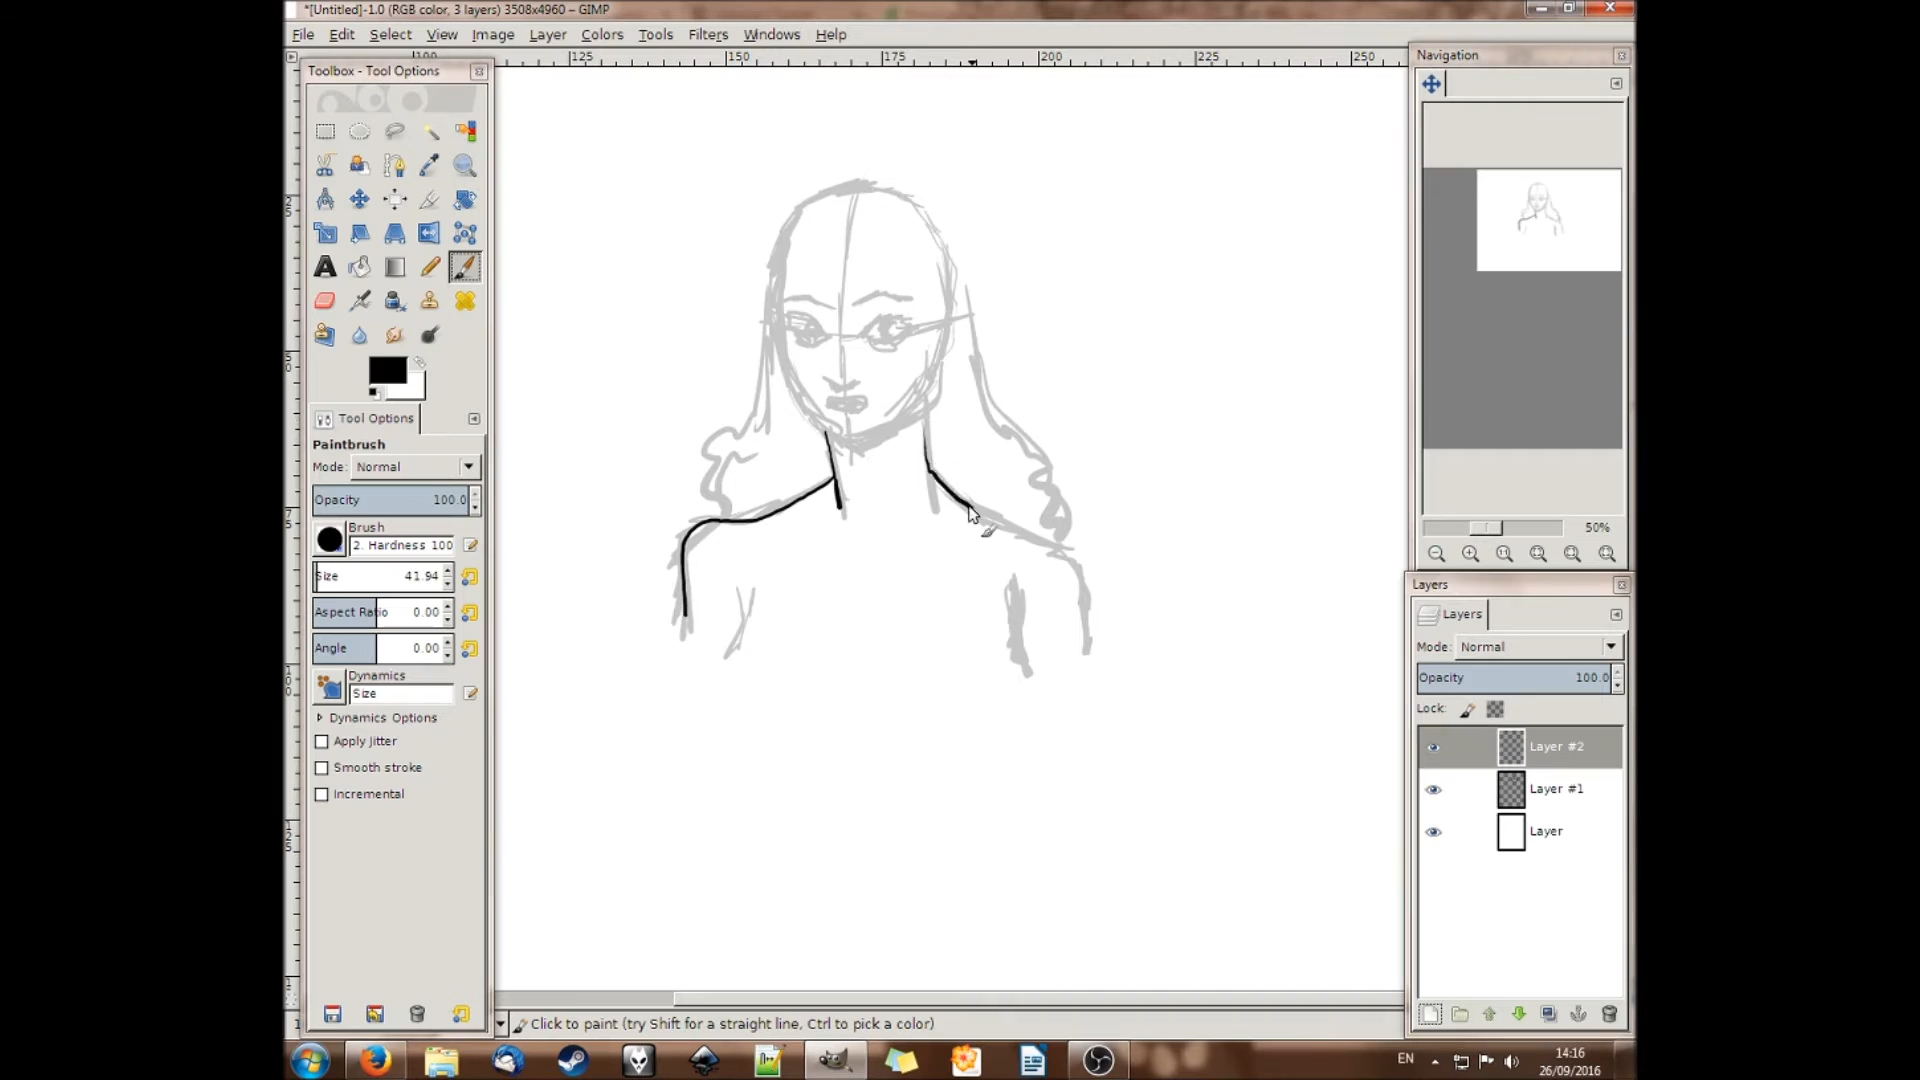 *[Untitled]-1.0 (RGB color, 3 layers) 3508x4960 – GIMP
File Edit Select View Image Layer Colors Tools Filters Windows Help
100 125 150 175 200 225 250
Toolbox - Tool Options
Tool Options
Paintbrush
Mode: Normal
Opacity 100.0
Brush
2. Hardness 100
Size 41.94
Aspect Ratio 0.00
Angle 0.00
Dynamics
Size
Dynamics Options
Apply Jitter
Smooth stroke
Incremental
Navigation
50%
Layers
Layers
Mode: Normal
Opacity 100.0
Lock:
Layer #2
Layer #1
Layer
Click to paint (try Shift for a straight line, Ctrl to pick a color)
EN
14:16
26/09/2016